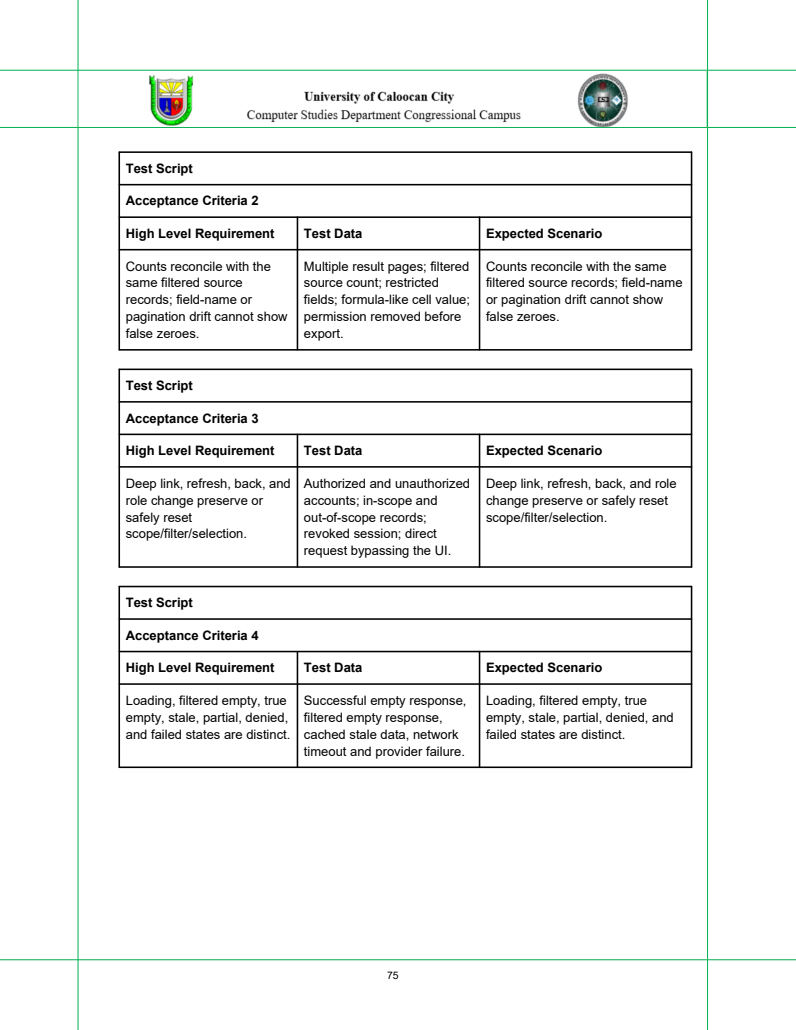 University of Caloocan City
Computer Studies Department Congressional Campus
Test Script
Acceptance Criteria 2
High Level Requirement Test Data Expected Scenario
Counts reconcile with the
same filtered source
records; field-name or
pagination drift cannot show
false zeroes.
Multiple result pages; filtered
source count; restricted
fields; formula-like cell value;
permission removed before
export.
Counts reconcile with the same
filtered source records; field-name
or pagination drift cannot show
false zeroes.
Test Script
Acceptance Criteria 3
High Level Requirement Test Data Expected Scenario
Deep link, refresh, back, and
role change preserve or
safely reset
scope/filter/selection.
Authorized and unauthorized
accounts; in-scope and
out-of-scope records;
revoked session; direct
request bypassing the UI.
Deep link, refresh, back, and role
change preserve or safely reset
scope/filter/selection.
Test Script
Acceptance Criteria 4
High Level Requirement Test Data Expected Scenario
Loading, filtered empty, true
empty, stale, partial, denied,
and failed states are distinct.
Successful empty response,
filtered empty response,
cached stale data, network
timeout and provider failure.
Loading, filtered empty, true
empty, stale, partial, denied, and
failed states are distinct.
75